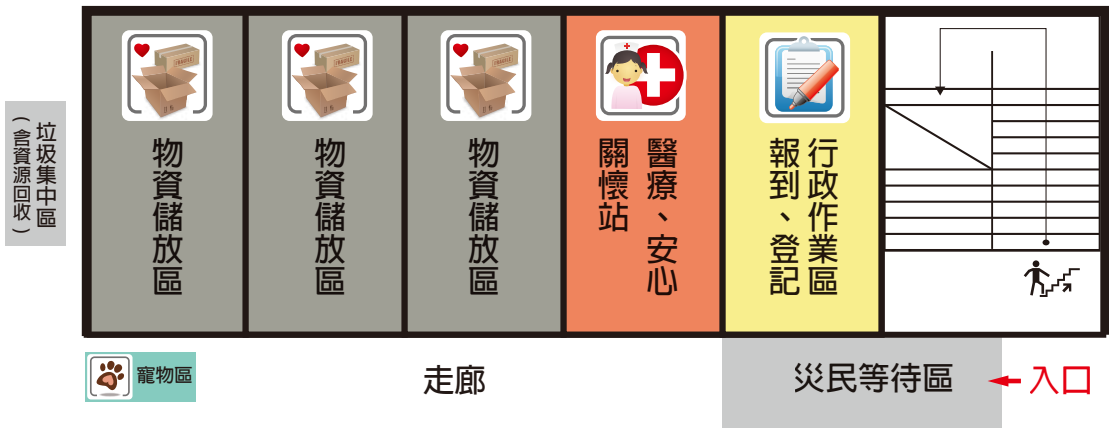 垃圾集中區
(含資源回收)
物資儲放區
物資儲放區
物資儲放區
醫療、安心
關懷站
行政作業區
報到、登記
寵物區
走廊
災民等待區
入口